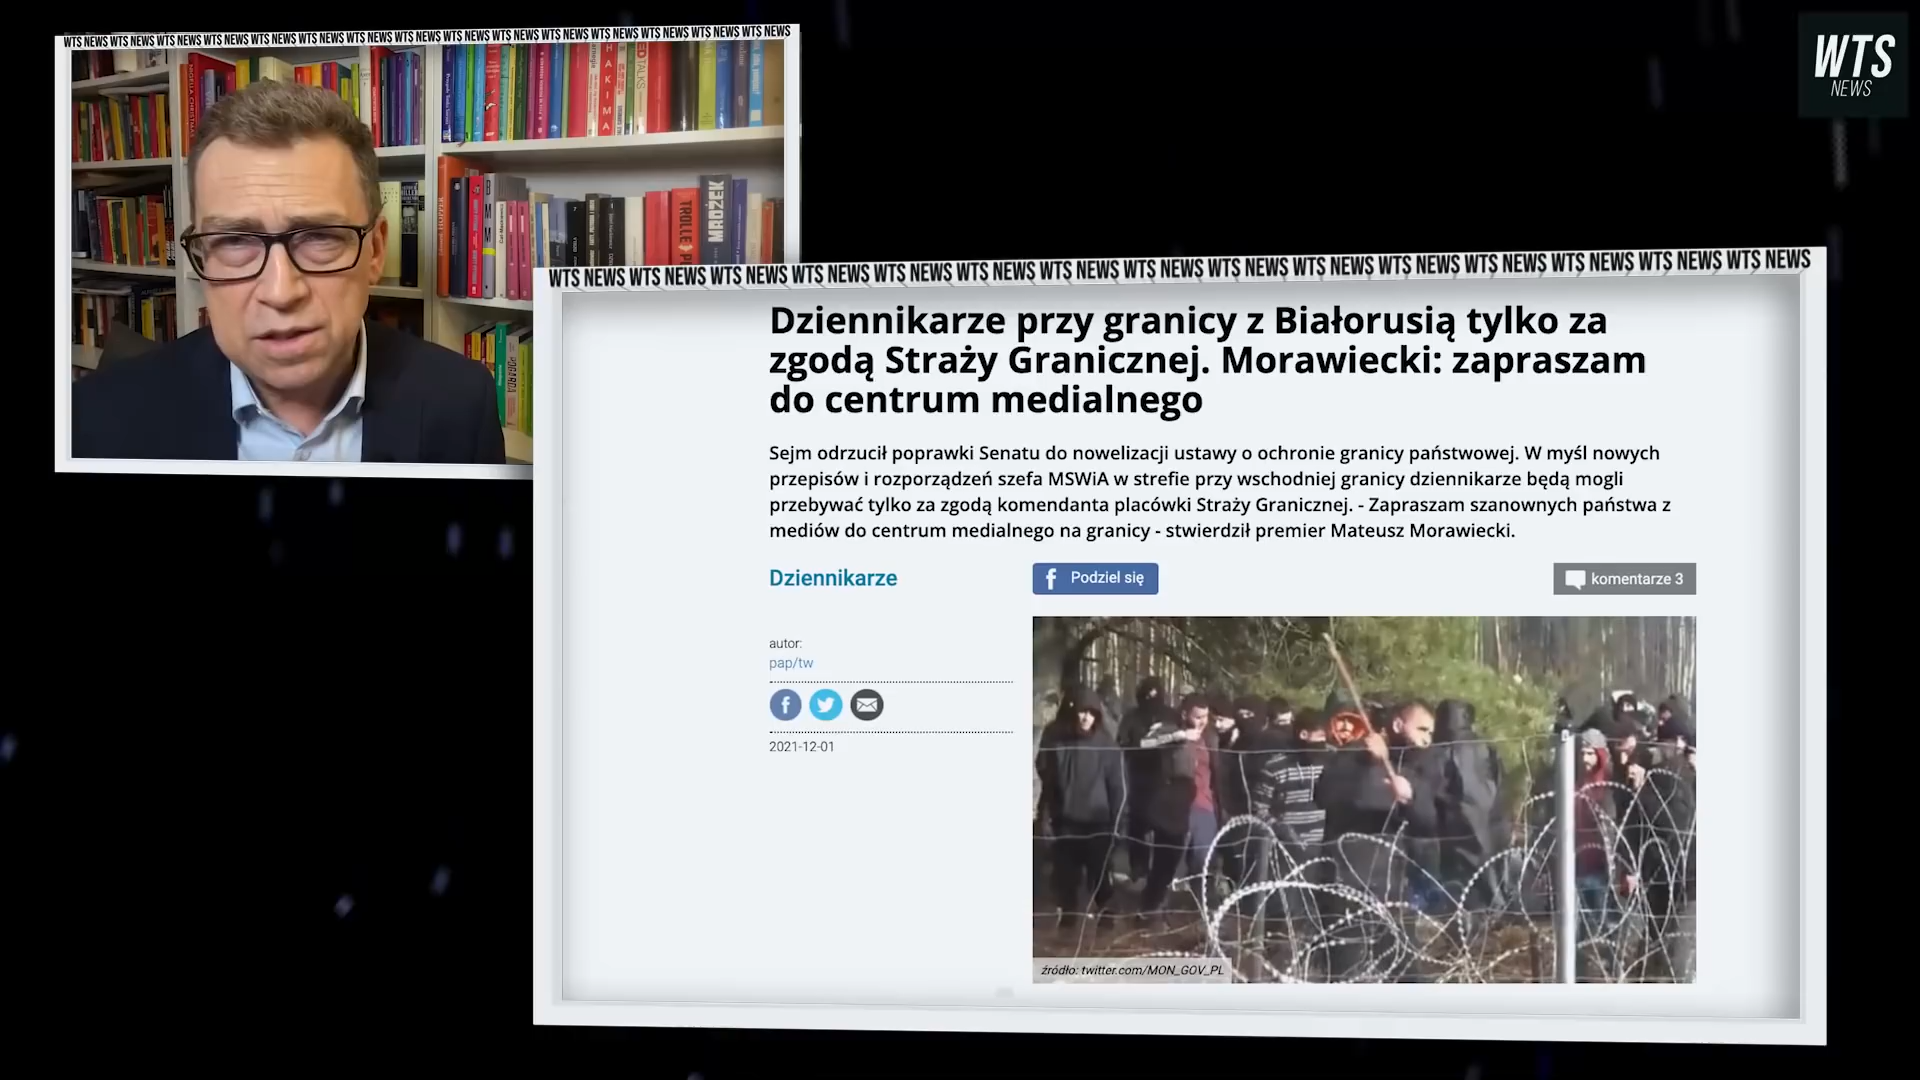 WTS NEWS WTS NEWS WTS NEWS WTS NEWS WTS NEWS WTS NEWS WTS NEWS WTS NEWS WTS NEWS WTS NEWS WTS NEWS WTS NEWS WTS NEWS WTS NEWS WTS NEWS WTS NEWS
WTS
NEWS
HAKIMA
TED TALKS
TROLLE
MROŻEK
POGARDA
WTS NEWS WTS NEWS WTS NEWS WTS NEWS WTS NEWS WTS NEWS WTS NEWS WTS NEWS WTS NEWS WTS NEWS WTS NEWS WTS NEWS WTS NEWS WTS NEWS WTS NEWS
Dziennikarze przy granicy z Białorusią tylko za
zgodą Straży Granicznej. Morawiecki: zapraszam
do centrum medialnego
Sejm odrzucił poprawki Senatu do nowelizacji ustawy o ochronie granicy państwowej. W myśl nowych
przepisów i rozporządzeń szefa MSWiA w strefie przy wschodniej granicy dziennikarze będą mogli
przebywać tylko za zgodą komendanta placówki Straży Granicznej. - Zapraszam szanownych państwa z
mediów do centrum medialnego na granicy - stwierdził premier Mateusz Morawiecki.
Dziennikarze
Podziel się
komentarze 3
autor:
pap/tw
2021-12-01
źródło: twitter.com/MON_GOV_PL